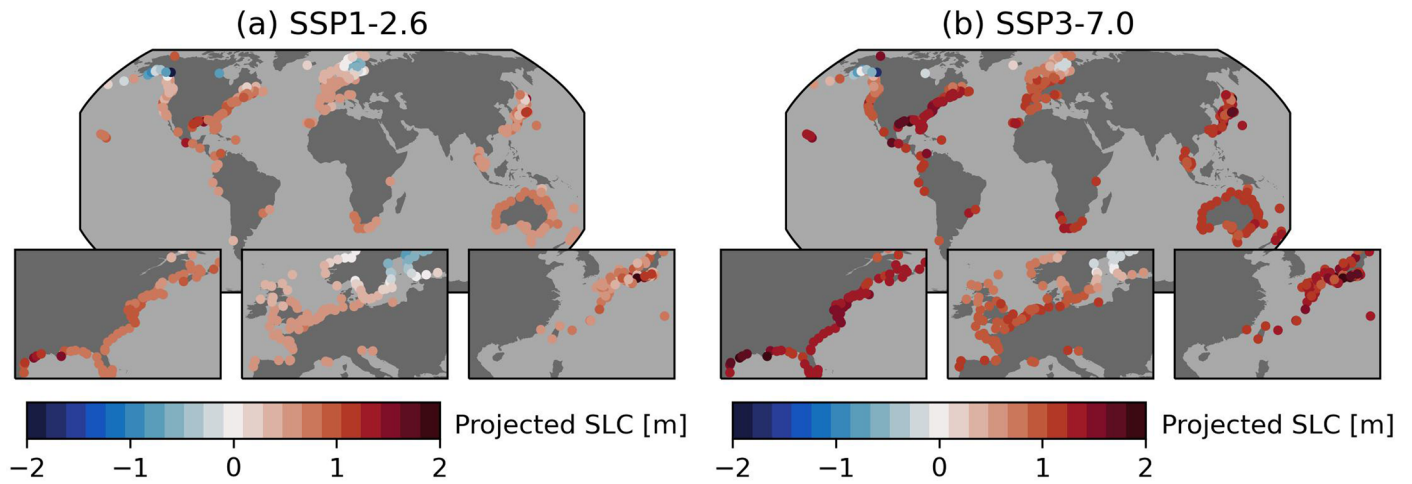 (a) SSP1-2.6
(b) SSP3-7.0
Projected SLC [m]
−2 −1 0 1 2
Projected SLC [m]
−2 −1 0 1 2